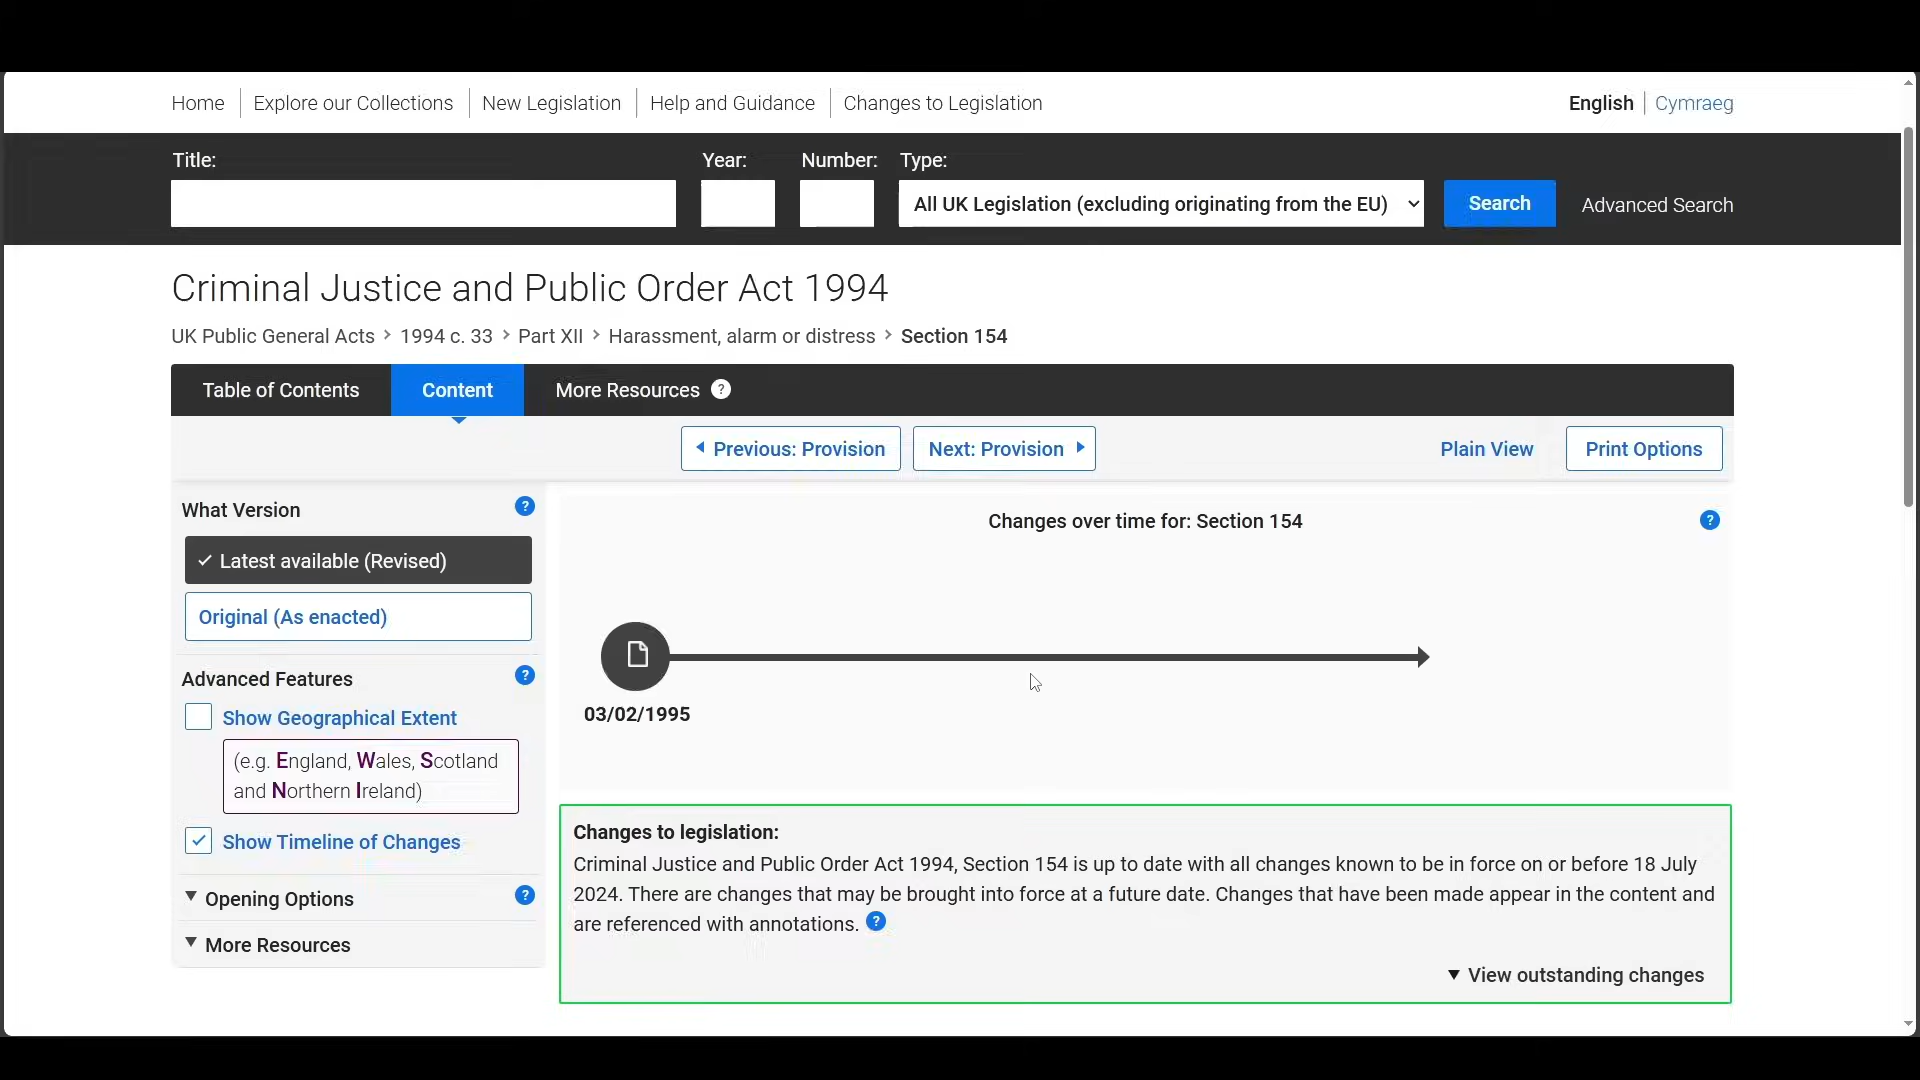 Home Explore our Collections New Legislation Help and Guidance Changes to Legislation English Cymraeg
Title: Year: Number: Type:
All UK Legislation (excluding originating from the EU) Search Advanced Search
Criminal Justice and Public Order Act 1994
UK Public General Acts > 1994 c. 33 > Part XII > Harassment, alarm or distress > Section 154
Table of Contents Content More Resources ?
Previous: Provision Next: Provision Plain View Print Options
What Version ?
Latest available (Revised)
Original (As enacted)
Advanced Features ?
Show Geographical Extent
(e.g. England, Wales, Scotland
and Northern Ireland)
Show Timeline of Changes
Opening Options ?
More Resources
Changes over time for: Section 154 ?
03/02/1995
Changes to legislation:
Criminal Justice and Public Order Act 1994, Section 154 is up to date with all changes known to be in force on or before 18 July
2024. There are changes that may be brought into force at a future date. Changes that have been made appear in the content and
are referenced with annotations. ?
View outstanding changes